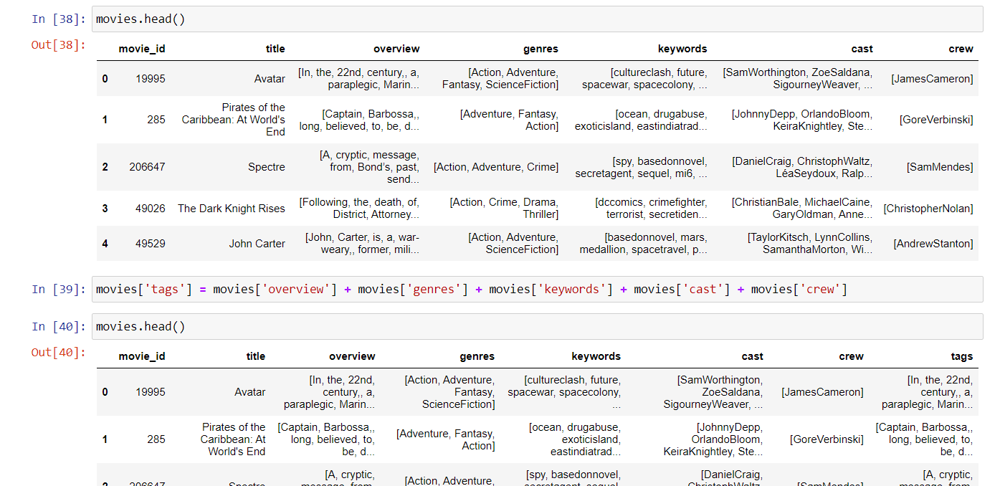 In [38]: movies.head()
Out[38]:
movie_id title overview genres keywords cast crew
0 19995 Avatar [In, the, 22nd, century,, a, paraplegic, Marin... [Action, Adventure, Fantasy, ScienceFiction] [cultureclash, future, spacewar, spacecolony, ... [SamWorthington, ZoeSaldana, SigourneyWeaver, ... [JamesCameron]
1 285 Pirates of the Caribbean: At World's End [Captain, Barbossa,, long, believed, to, be, d... [Adventure, Fantasy, Action] [ocean, drugabuse, exoticisland, eastindiatrad... [JohnnyDepp, OrlandoBloom, KeiraKnightley, Ste... [GoreVerbinski]
2 206647 Spectre [A, cryptic, message, from, Bond’s, past, send... [Action, Adventure, Crime] [spy, basedonnovel, secretagent, sequel, mi6, ... [DanielCraig, ChristophWaltz, LéaSeydoux, Ralp... [SamMendes]
3 49026 The Dark Knight Rises [Following, the, death, of, District, Attorney... [Action, Crime, Drama, Thriller] [dccomics, crimefighter, terrorist, secretiden... [ChristianBale, MichaelCaine, GaryOldman, Anne... [ChristopherNolan]
4 49529 John Carter [John, Carter, is, a, war-weary,, former, mili... [Action, Adventure, ScienceFiction] [basedonnovel, mars, medallion, spacetravel, p... [TaylorKitsch, LynnCollins, SamanthaMorton, Wi... [AndrewStanton]
In [39]: movies['tags'] = movies['overview'] + movies['genres'] + movies['keywords'] + movies['cast'] + movies['crew']
In [40]: movies.head()
Out[40]:
movie_id title overview genres keywords cast crew tags
0 19995 Avatar [In, the, 22nd, century,, a, paraplegic, Marin... [Action, Adventure, Fantasy, ScienceFiction] [cultureclash, future, spacewar, spacecolony, ... [SamWorthington, ZoeSaldana, SigourneyWeaver, ... [JamesCameron] [In, the, 22nd, century,, a, paraplegic, Marin...
1 285 Pirates of the Caribbean: At World's End [Captain, Barbossa,, long, believed, to, be, d... [Adventure, Fantasy, Action] [ocean, drugabuse, exoticisland, eastindiatrad... [JohnnyDepp, OrlandoBloom, KeiraKnightley, Ste... [GoreVerbinski] [Captain, Barbossa,, long, believed, to, be, d...
2 206647 Spectre [A, cryptic, message, from, [Action, Adventure, [spy, basedonnovel, secretagent, sequel, [DanielCraig, ChristophWaltz, [SamMendes] [A, cryptic, message, from,